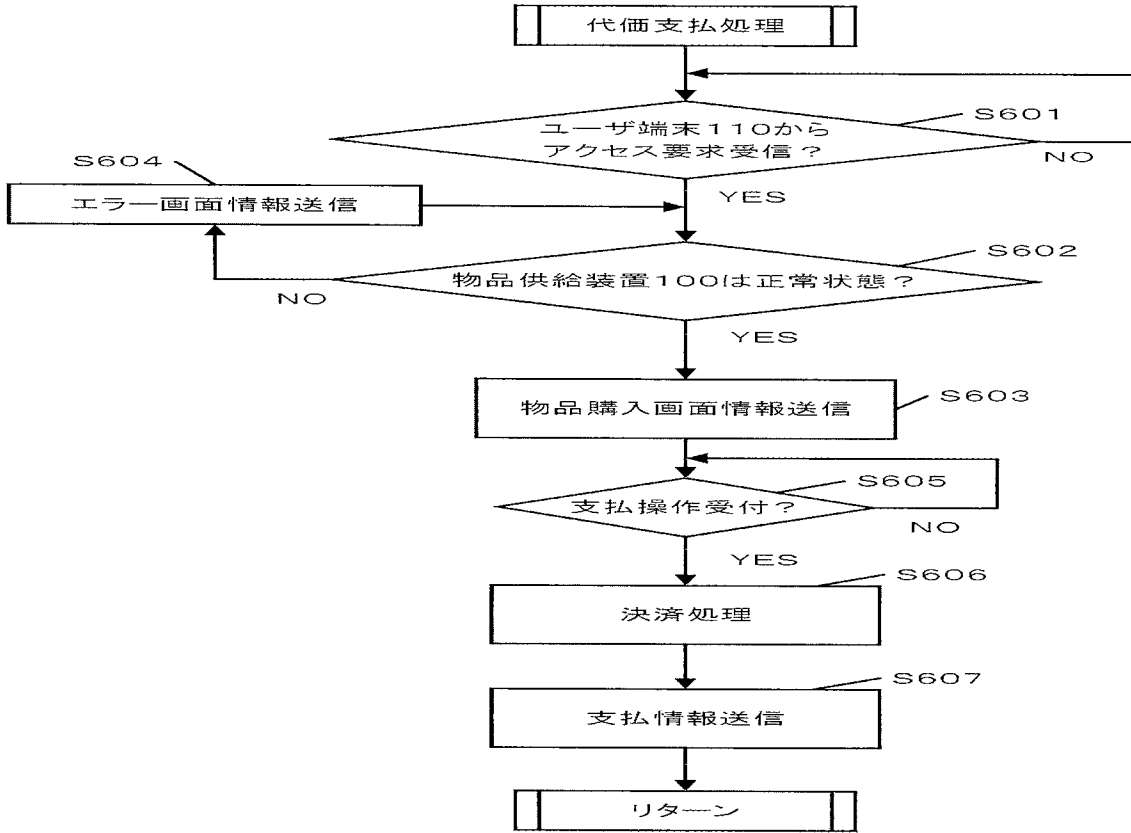 代価支払処理
ユーザ端末110から
アクセス要求受信？
S601
NO
YES
S604
エラー画面情報送信
物品供給装置100は正常状態？
S602
NO
YES
物品購入画面情報送信
S603
支払操作受付？
S605
NO
YES
S606
決済処理
S607
支払情報送信
リターン